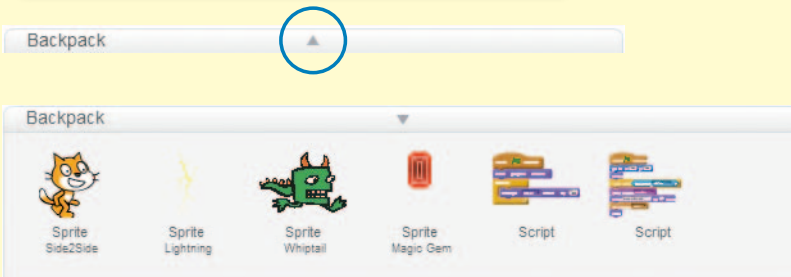 Backpack
Backpack
Sprite Sprite Sprite Sprite Script Script
Side2Side Lightning Whiptail Magic Gem